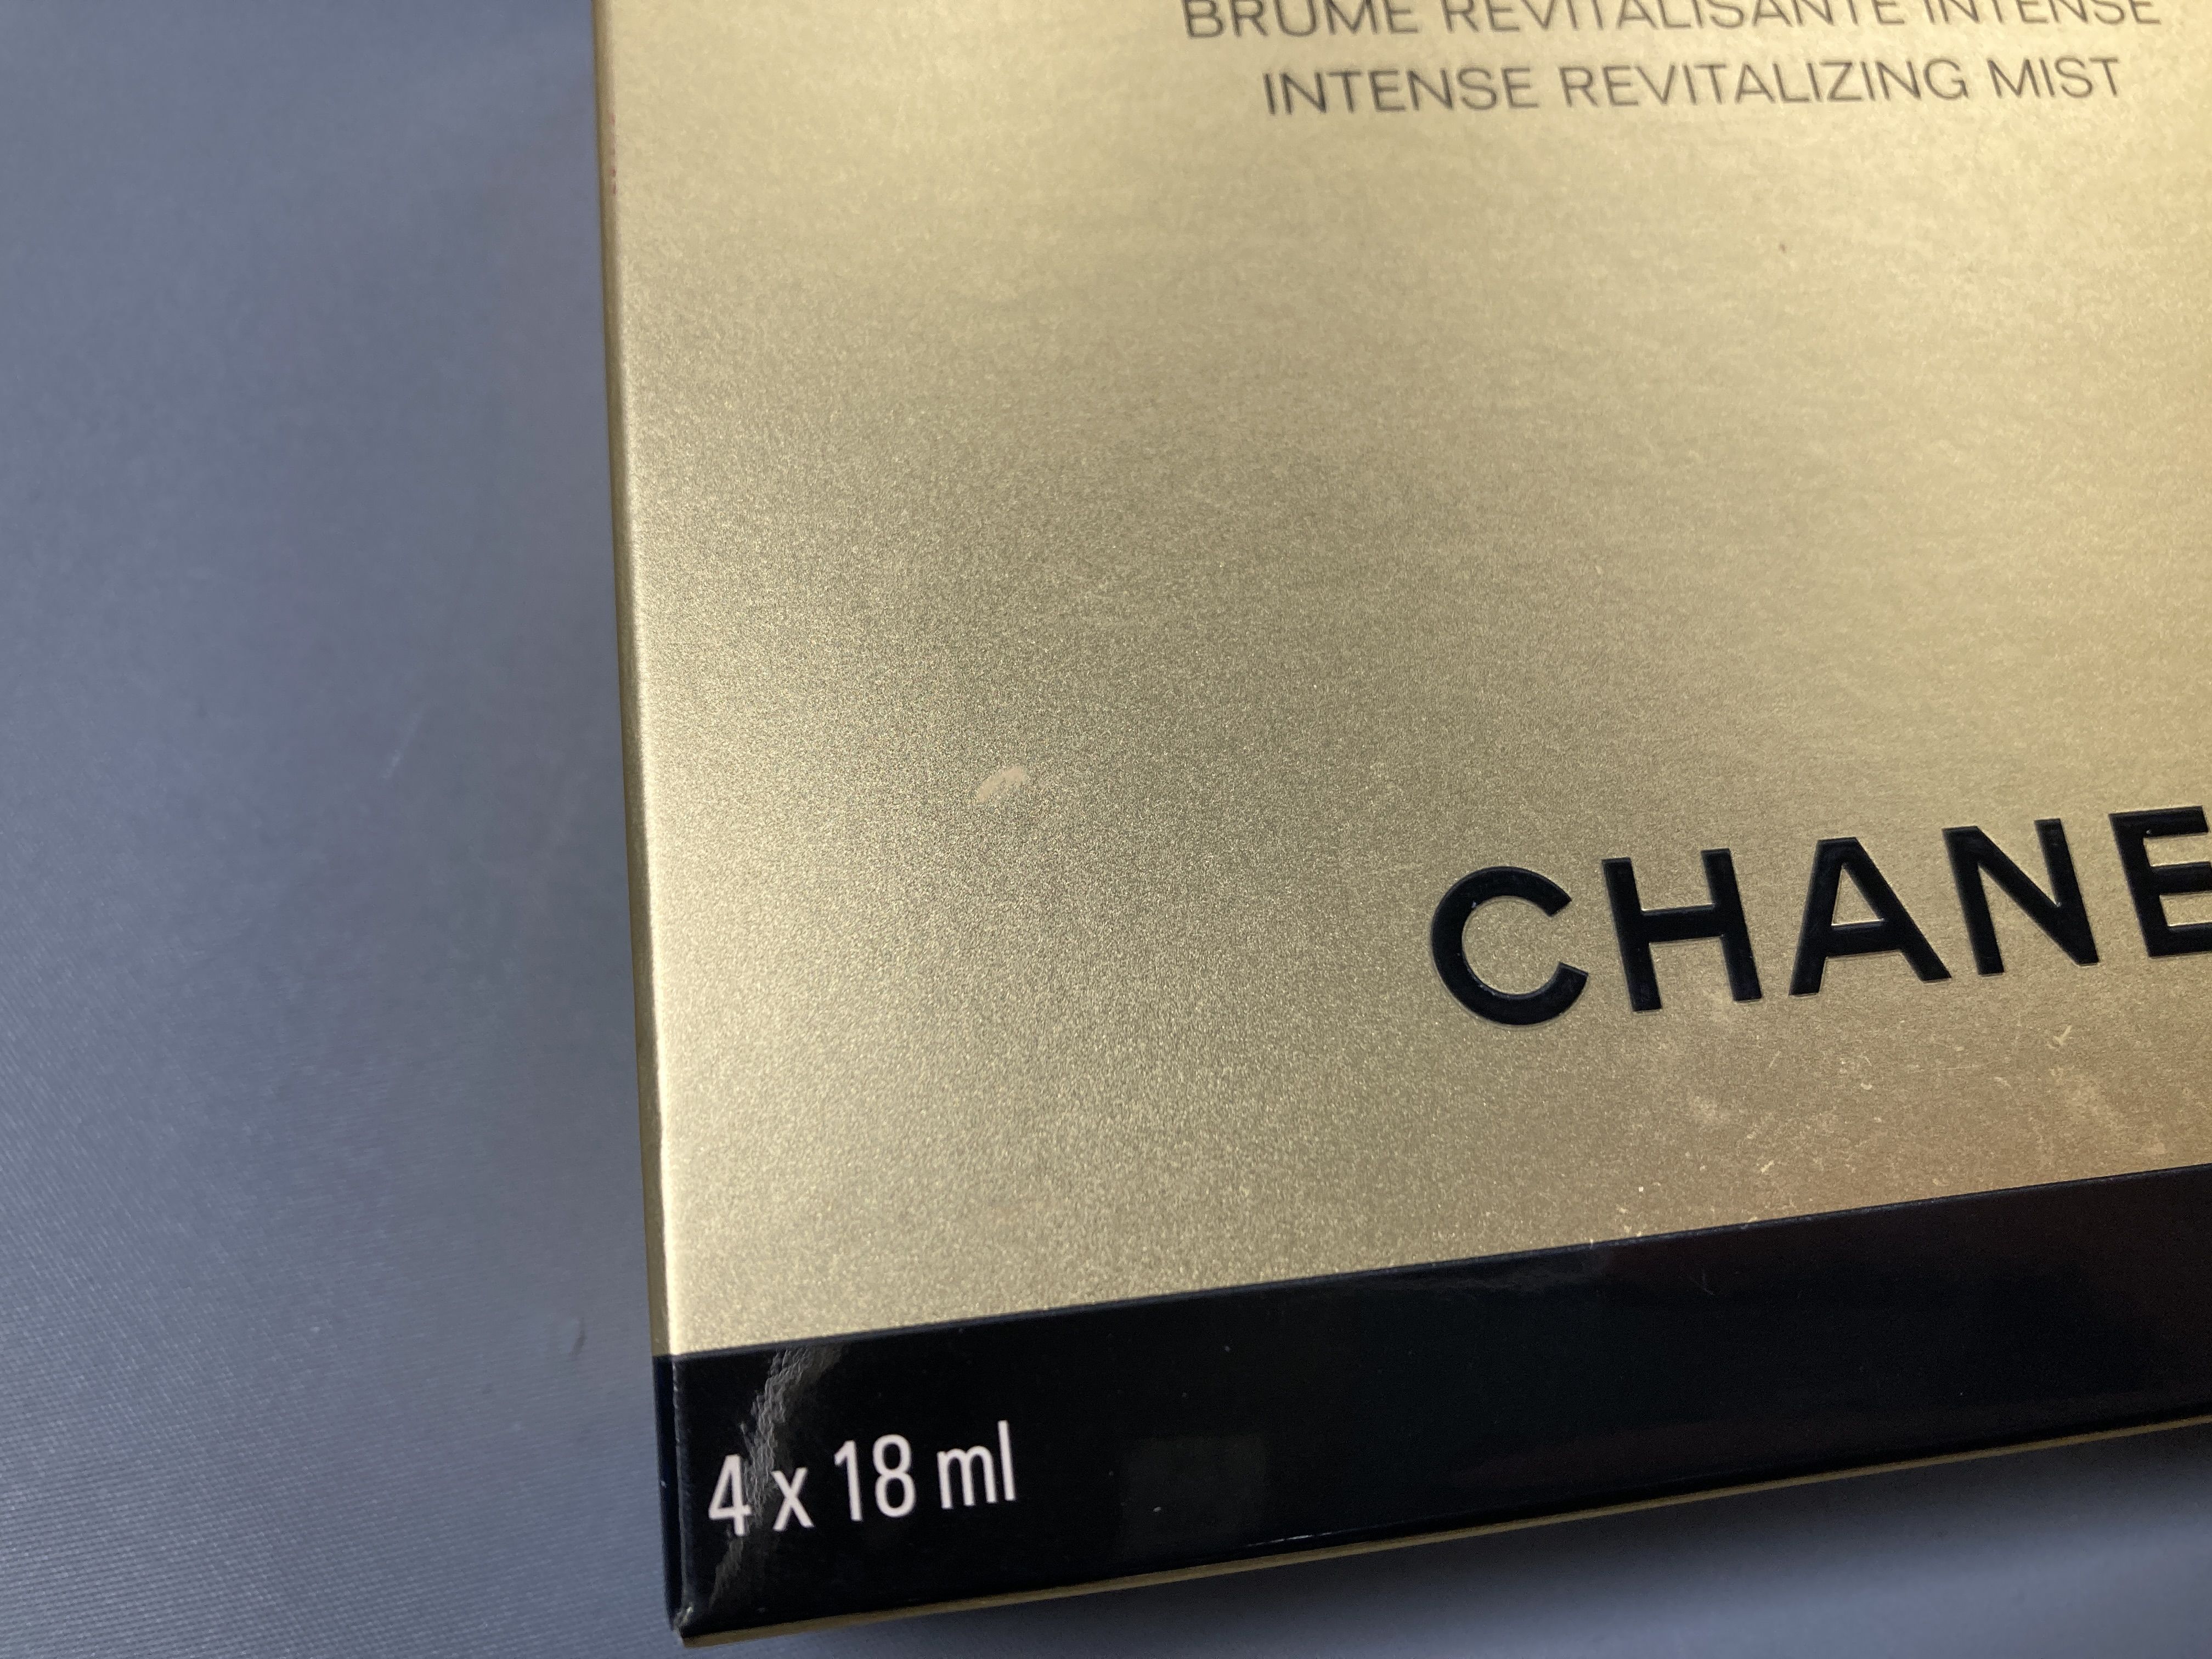 BRUME REVITALISANTE INTENSE
INTENSE REVITALIZING MIST
CHANE
4 x 18 ml